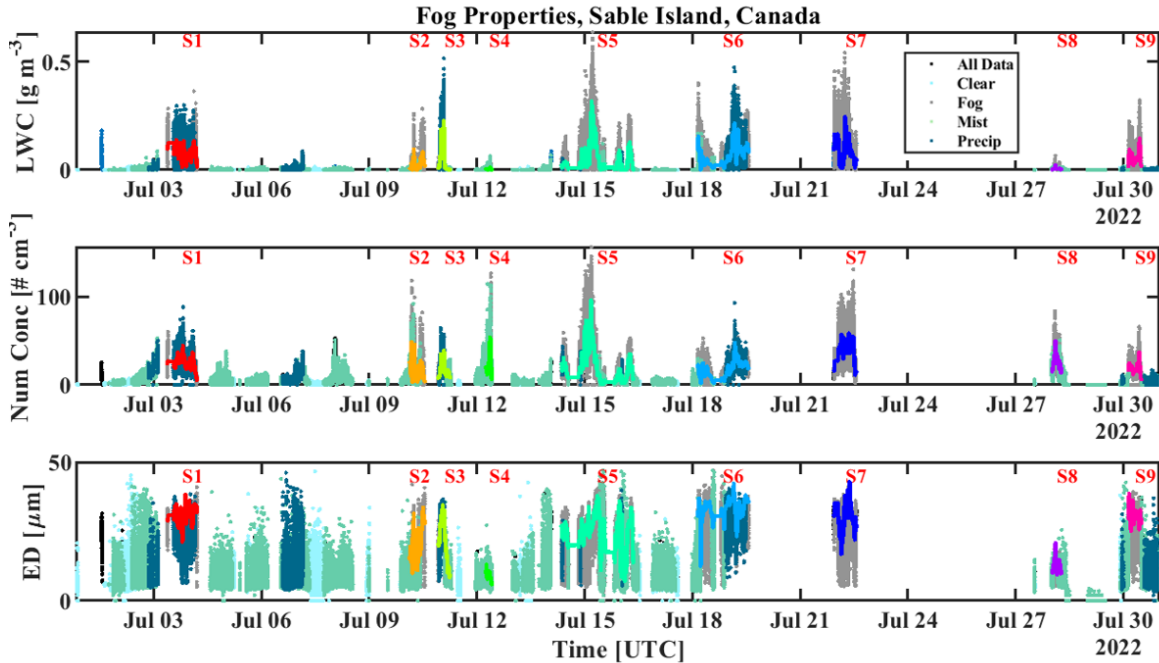 Fog Properties, Sable Island, Canada
S1 S2 S3 S4 S5 S6 S7 S8 S9
LWC [g m-3]
0.5
0
All Data
Clear
Fog
Mist
Precip
Jul 03 Jul 06 Jul 09 Jul 12 Jul 15 Jul 18 Jul 21 Jul 24 Jul 27 Jul 30
2022
S1 S2 S3 S4 S5 S6 S7 S8 S9
Num Conc [# cm-3]
100
0
Jul 03 Jul 06 Jul 09 Jul 12 Jul 15 Jul 18 Jul 21 Jul 24 Jul 27 Jul 30
2022
S1 S2 S3 S4 S5 S6 S7 S8 S9
ED [μm]
50
0
Jul 03 Jul 06 Jul 09 Jul 12 Jul 15 Jul 18 Jul 21 Jul 24 Jul 27 Jul 30
2022
Time [UTC]